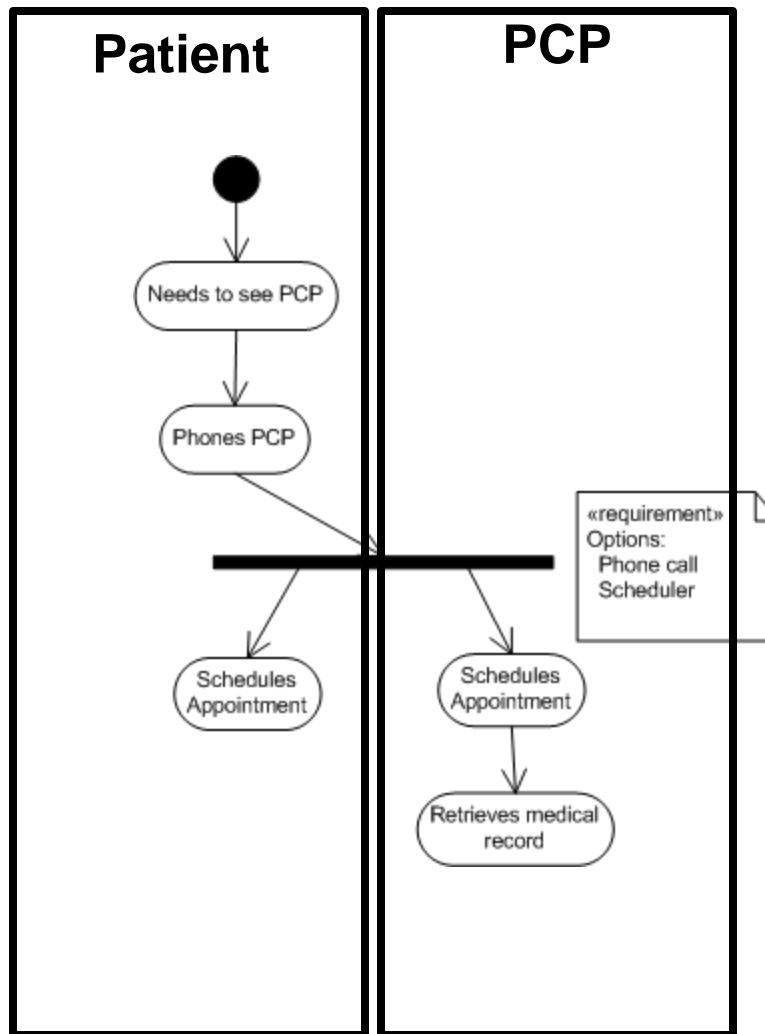 Patient
PCP
Needs to see PCP
Phones PCP
«requirement»
Options:
Phone call
Scheduler
Schedules
Appointment
Schedules
Appointment
Retrieves medical
record